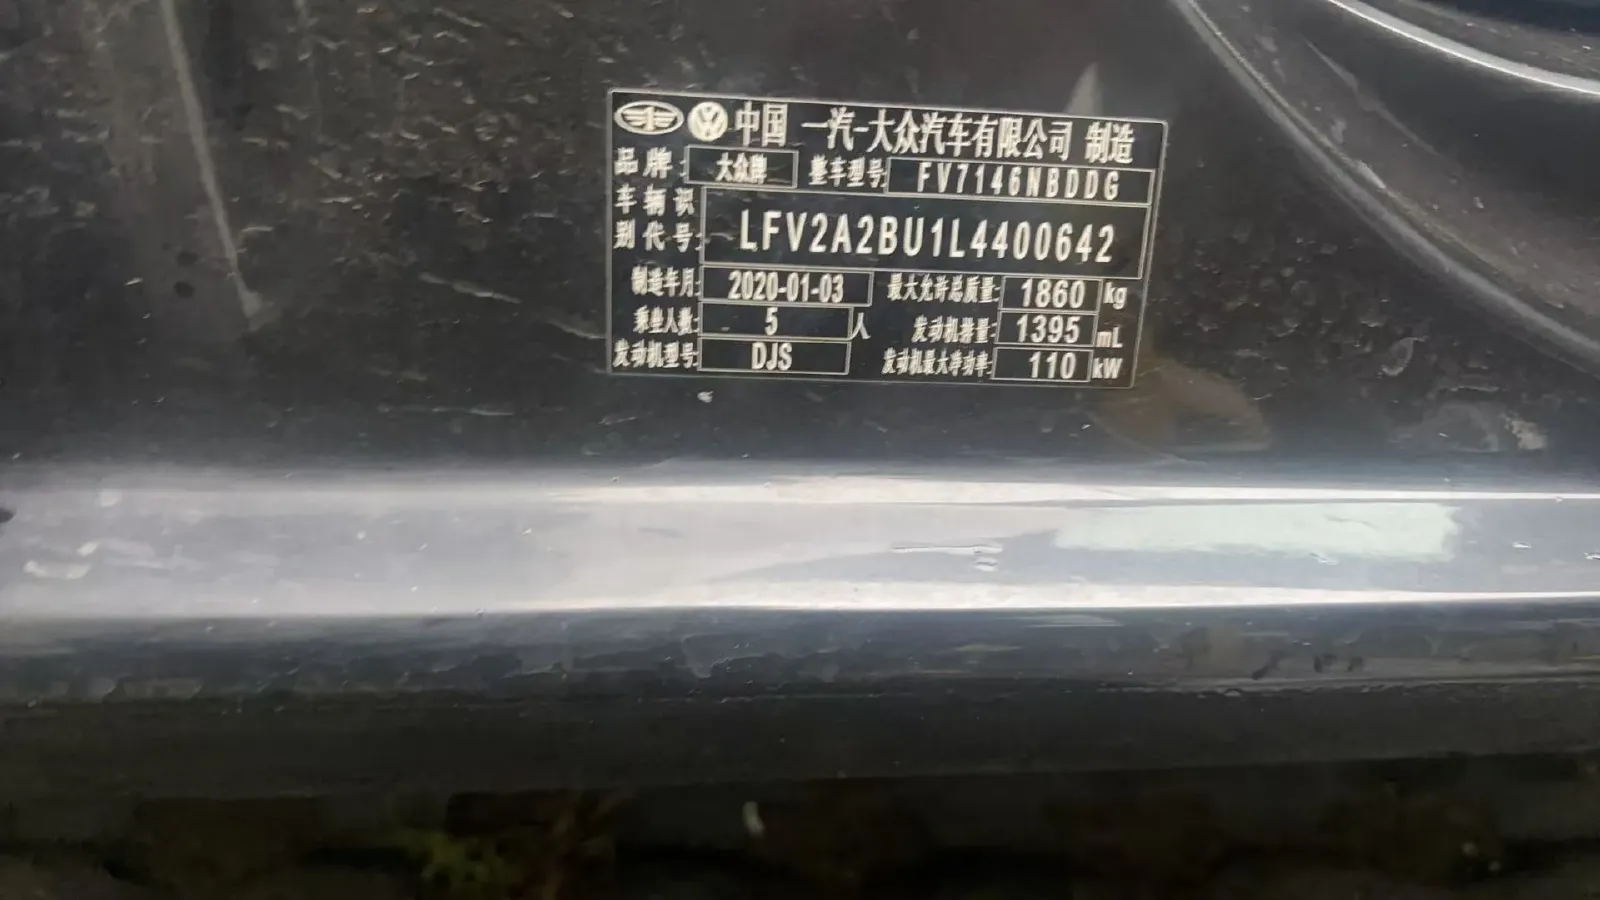 中国 一汽-大众汽车有限公司 制造
品牌: 大众牌 整车型号: FV7146NBDDG
车辆识别代号: LFV2A2BU1L4400642
制造年月: 2020-01-03 最大允许总质量: 1860 kg
乘坐人数: 5 人 发动机排量: 1395 mL
发动机型号: DJS 发动机最大净功率: 110 kW